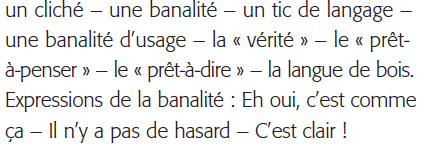 un cliché – une banalité – un tic de langage –
une banalité d'usage – la « vérité » – le « prêt-
à-penser » – le « prêt-à-dire » – la langue de bois.
Expressions de la banalité : Eh oui, c'est comme
ça – Il n'y a pas de hasard – C'est clair !